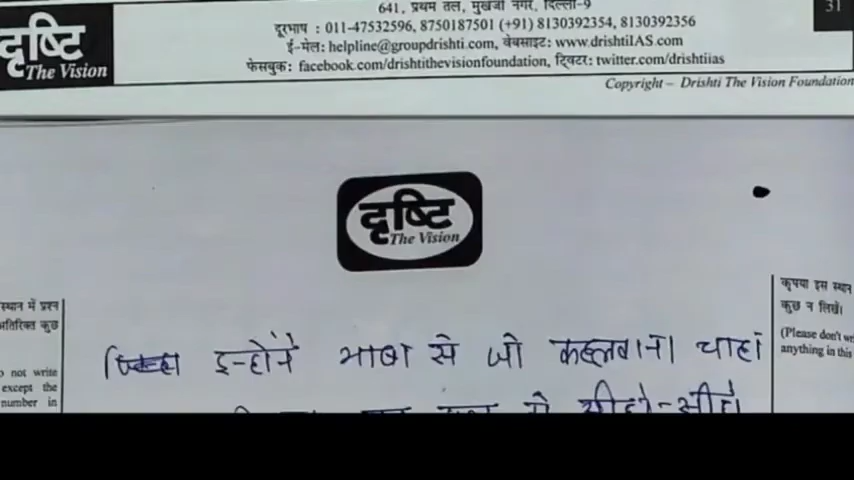 641, प्रथम तल, मुखर्जी नगर, दिल्ली-9
दूरभाष : 011-47532596, 8750187501 (+91) 8130392354, 8130392356
ई-मेल: helpline@groupdrishti.com, वेबसाइट: www.drishtiIAS.com
फेसबुक: facebook.com/drishtithevisionfoundation, ट्विटर: twitter.com/drishtiias
31
दृष्टि
The Vision
Copyright – Drishti The Vision Foundation
दृष्टि
The Vision
स्थान में प्रश्न
अतिरिक्त कुछ
not write
except the
number in
कृपया इस स्थान
कुछ न लिखें।
(Please don't
anything in this
इन्होंने भाषा से जो कहलवाना चाहा